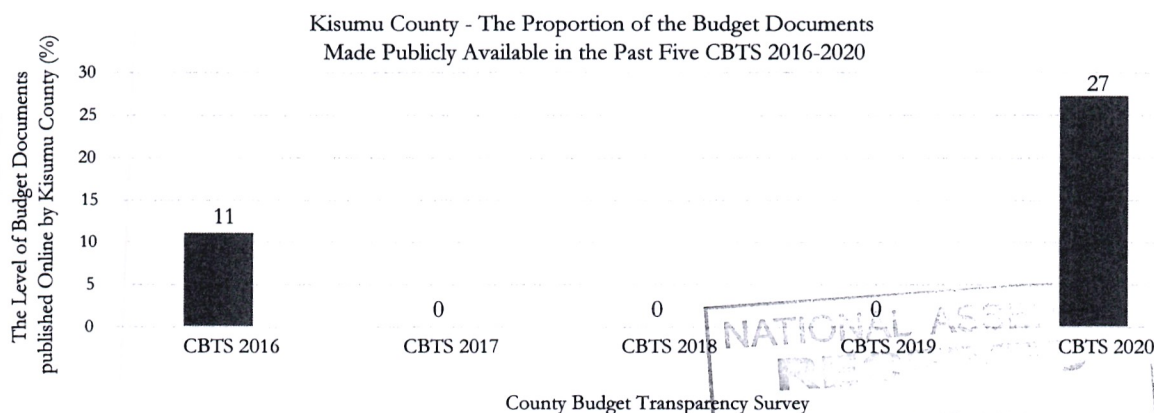 Kisumu County - The Proportion of the Budget Documents
Made Publicly Available in the Past Five CBTS 2016-2020
The Level of Budget Documents
published Online by Kisumu County (%)
30
25
20
15
10
5
0
11
0
0
0
27
CBTS 2016
CBTS 2017
CBTS 2018
CBTS 2019
CBTS 2020
County Budget Transparency Survey
NATIONAL